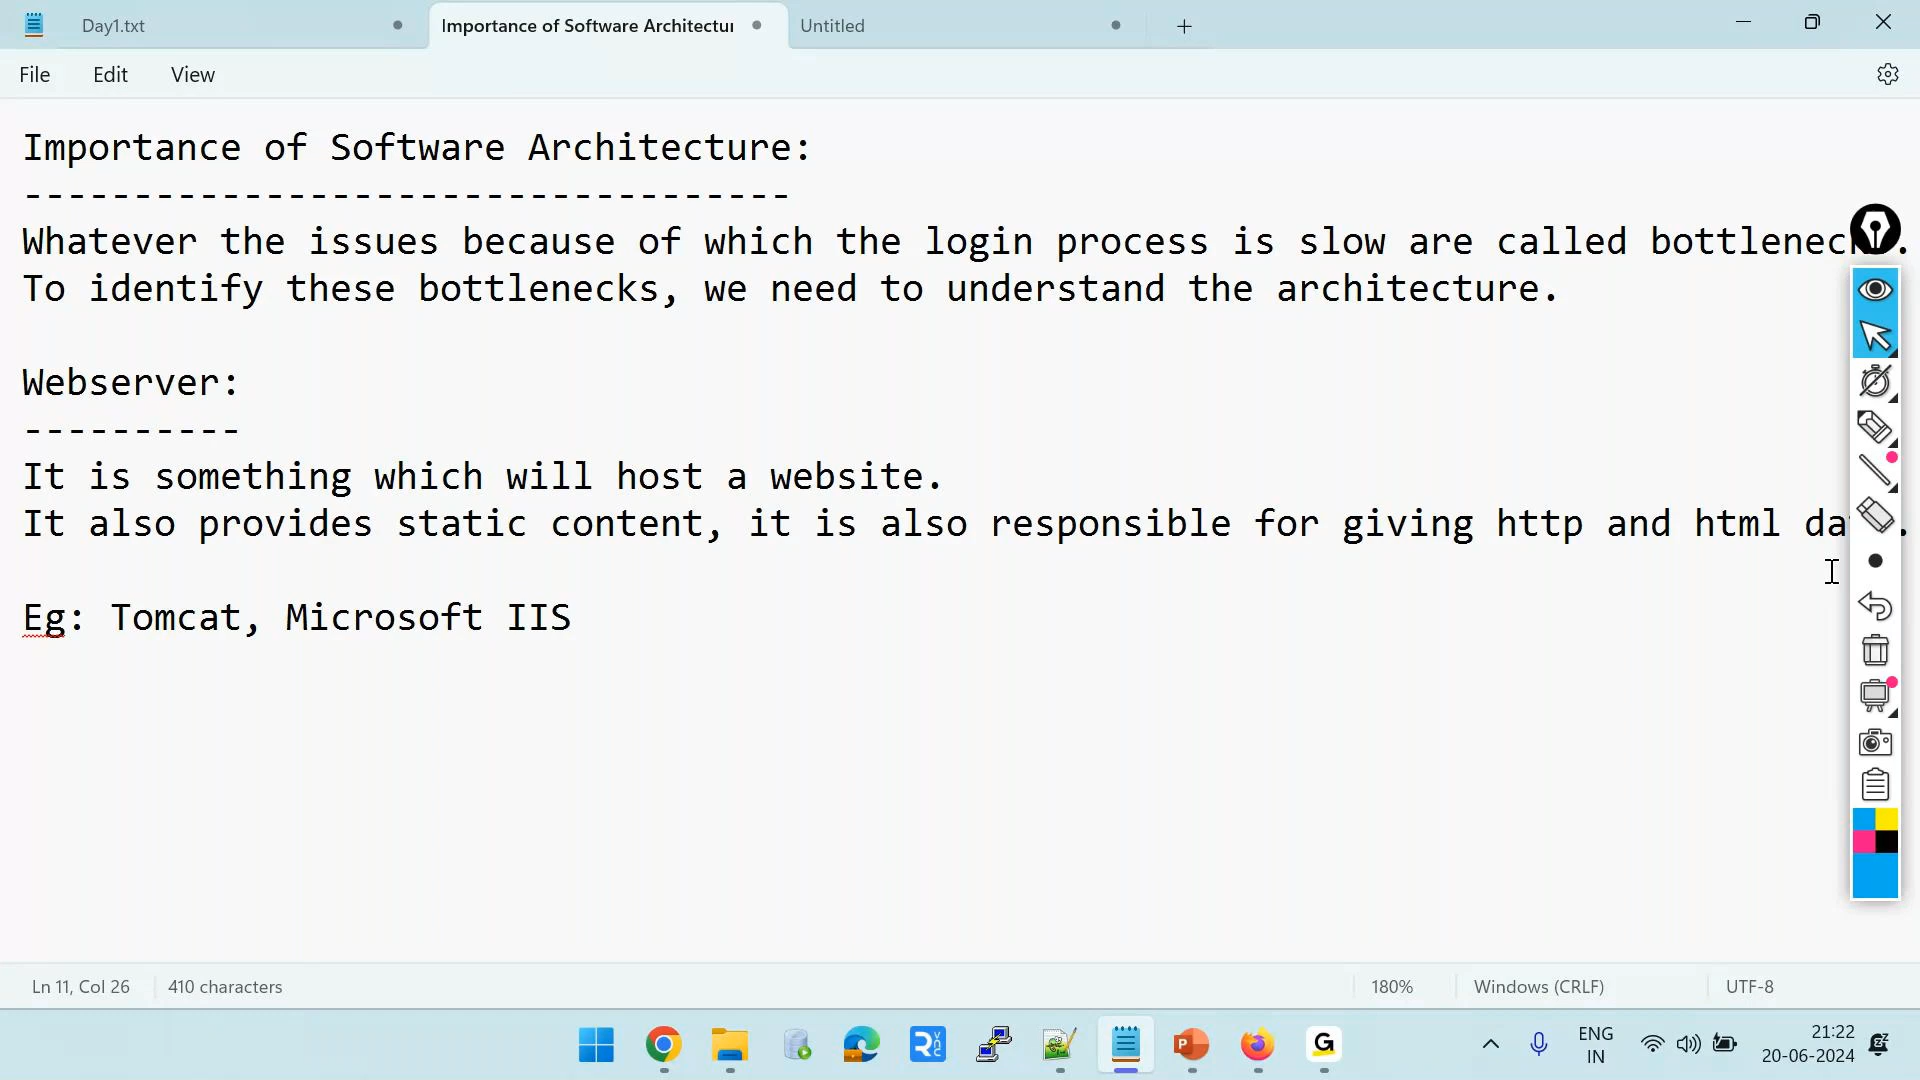 Day1.txt
Importance of Software Architectur
Untitled
File
Edit
View
Importance of Software Architecture:
-----------------------------------
Whatever the issues because of which the login process is slow are called
To identify these bottlenecks, we need to understand the architecture.
Webserver:
----------
It is something which will host a website.
It also provides static content, it is also responsible for giving http and html
Eg: Tomcat, Microsoft IIS
Ln 11, Col 26
410 characters
180%
Windows (CRLF)
UTF-8
ENG
IN
21:22
20-06-2024